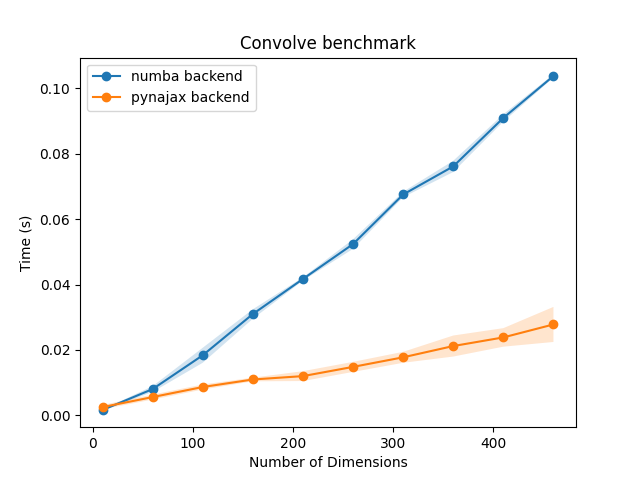 Convolve benchmark
numba backend
pynajax backend
0.10
0.08
0.06
0.04
0.02
0.00
Time (s)
0
100
200
300
400
Number of Dimensions